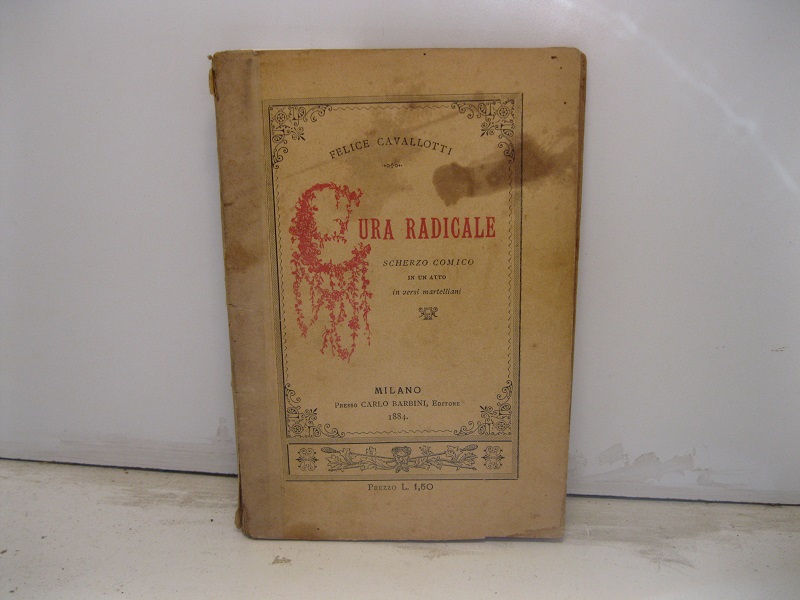 FELICE CAVALLOTTI
CURA RADICALE
SCHERZO COMICO
IN UN ATTO
in versi martelliani
MILANO
Presso CARLO BARBINI, Editore
1884.
Prezzo L. 1,50